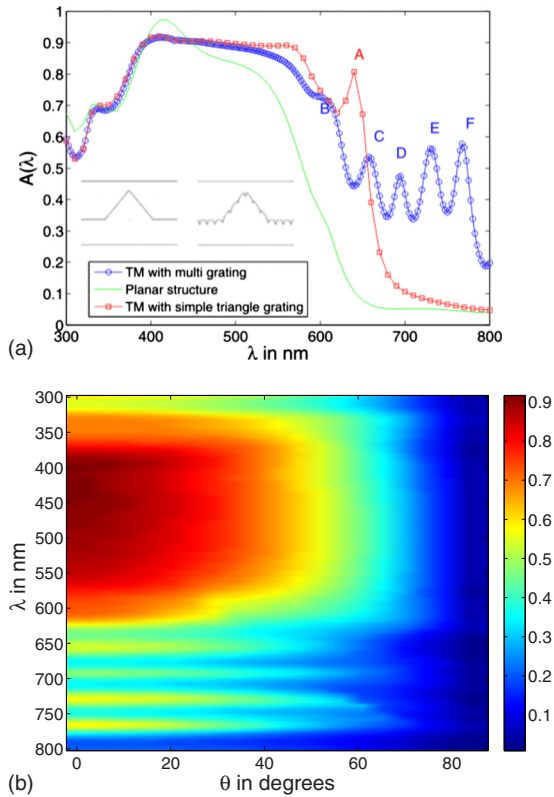 1
0.9
0.8
0.7
0.6
0.5
0.4
0.3
0.2
0.1
0
A(λ)
A
B
C
D
E
F
TM with multi grating
Planar structure
TM with simple triangle grating
300 400 500 600 700 800
λ in nm
(a)
300
350
400
450
500
550
600
650
700
750
800
λ in nm
0 20 40 60 80
θ in degrees
0.9
0.8
0.7
0.6
0.5
0.4
0.3
0.2
0.1
(b)